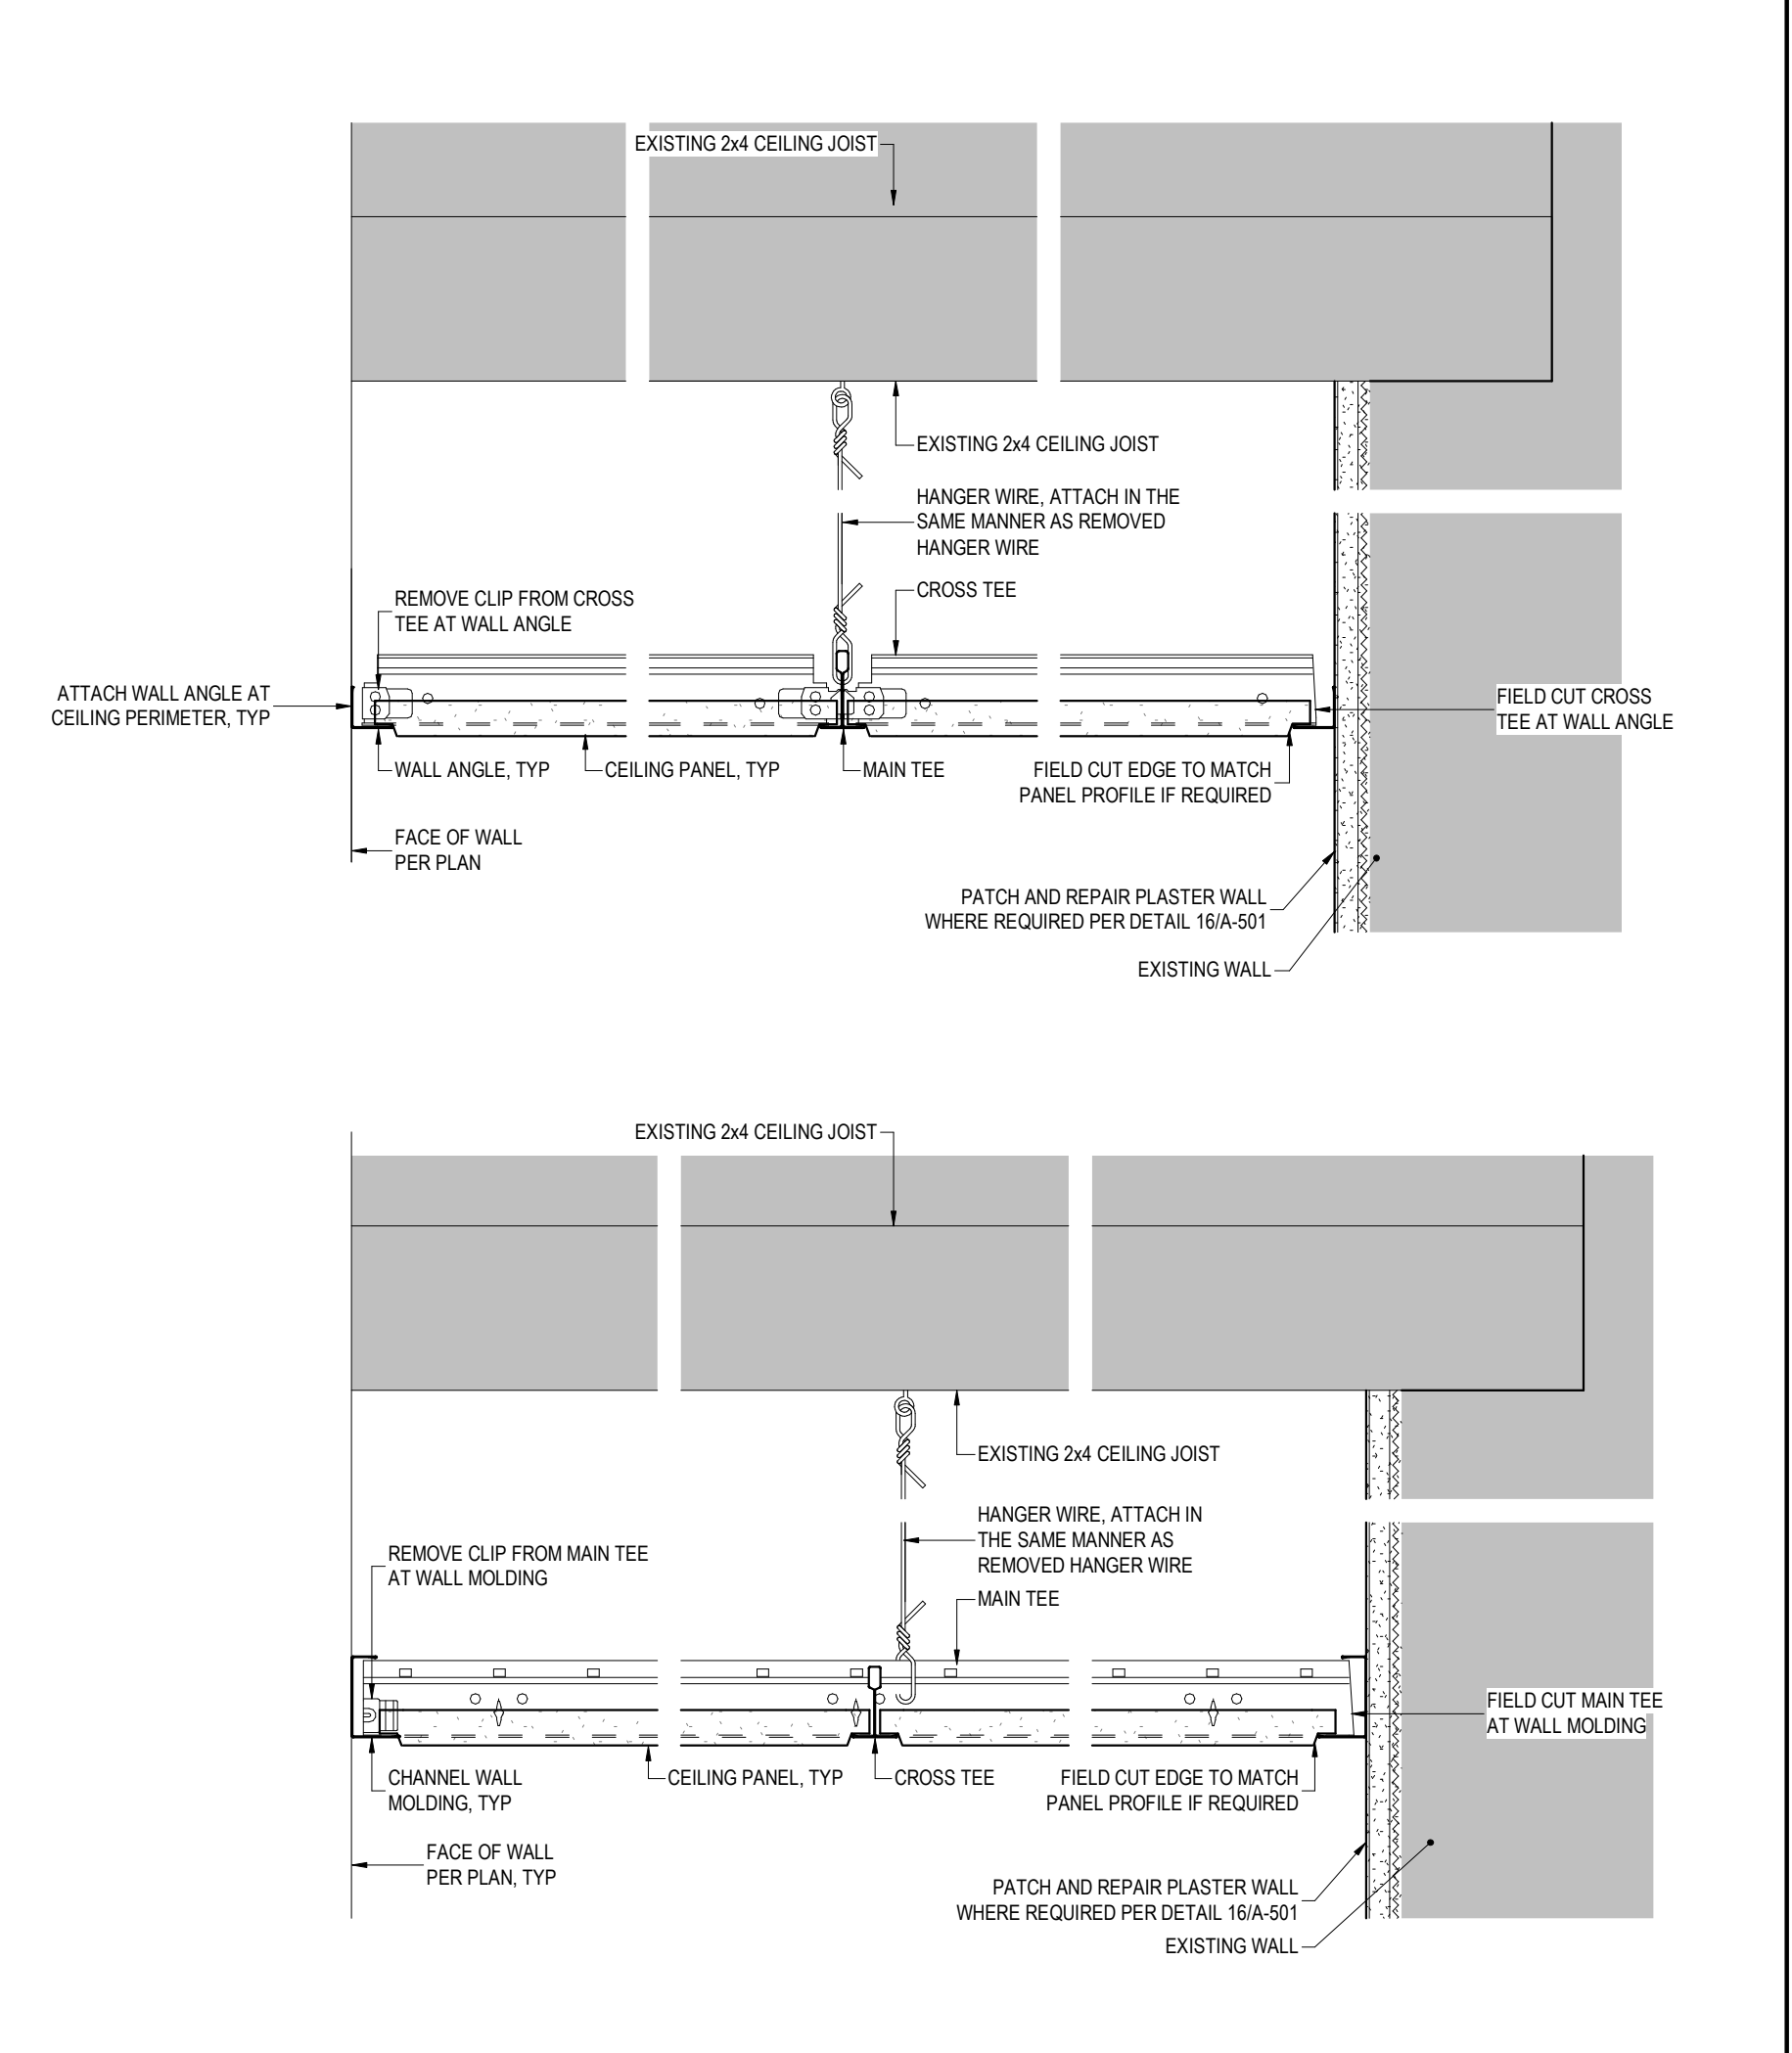 EXISTING 2x4 CEILING JOIST
EXISTING 2x4 CEILING JOIST
HANGER WIRE, ATTACH IN THE
SAME MANNER AS REMOVED
HANGER WIRE
CROSS TEE
REMOVE CLIP FROM CROSS
TEE AT WALL ANGLE
ATTACH WALL ANGLE AT
CEILING PERIMETER, TYP
FIELD CUT CROSS
TEE AT WALL ANGLE
WALL ANGLE, TYP
CEILING PANEL, TYP
MAIN TEE
FIELD CUT EDGE TO MATCH
PANEL PROFILE IF REQUIRED
FACE OF WALL
PER PLAN
PATCH AND REPAIR PLASTER WALL
WHERE REQUIRED PER DETAIL 16/A-501
EXISTING WALL
EXISTING 2x4 CEILING JOIST
EXISTING 2x4 CEILING JOIST
HANGER WIRE, ATTACH IN
THE SAME MANNER AS
REMOVED HANGER WIRE
REMOVE CLIP FROM MAIN TEE
AT WALL MOLDING
MAIN TEE
FIELD CUT MAIN TEE
AT WALL MOLDING
CHANNEL WALL
MOLDING, TYP
CEILING PANEL, TYP
CROSS TEE
FIELD CUT EDGE TO MATCH
PANEL PROFILE IF REQUIRED
FACE OF WALL
PER PLAN, TYP
PATCH AND REPAIR PLASTER WALL
WHERE REQUIRED PER DETAIL 16/A-501
EXISTING WALL